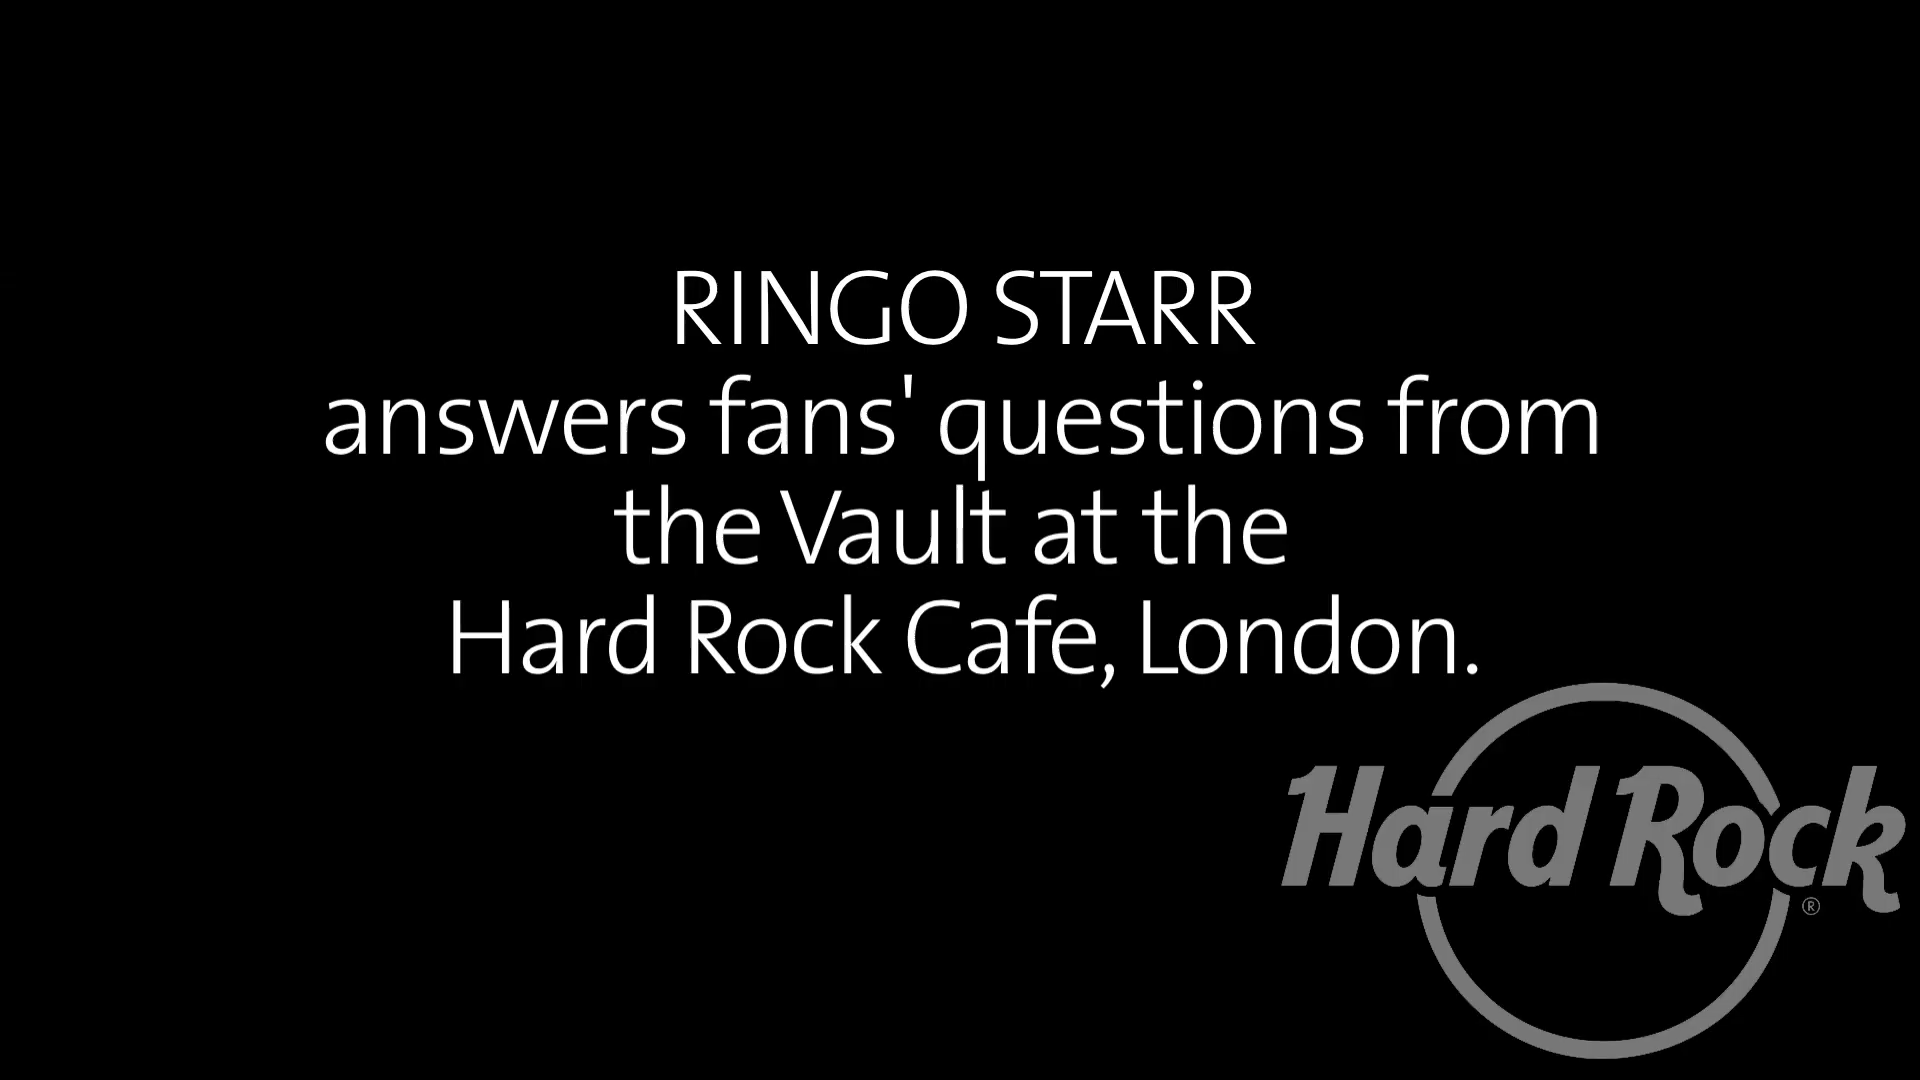 RINGO STARR
answers fans' questions from
the Vault at the
Hard Rock Cafe, London.
Hard Rock
®